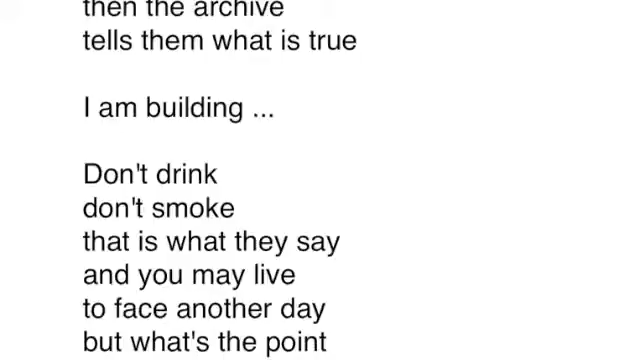 then the archive
tells them what is true
I am building ...
Don't drink
don't smoke
that is what they say
and you may live
to face another day
but what's the point